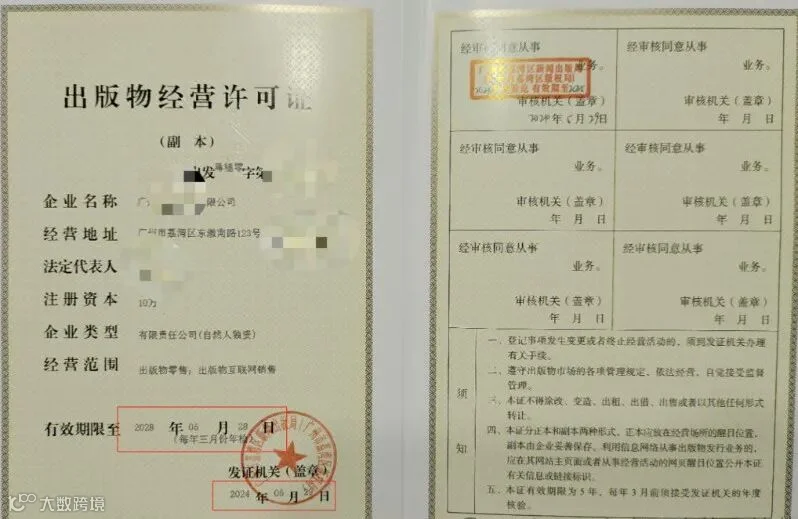 出版物经营许可证
(副 本)
发 字第
企业名称 限公司
经营地址 广州市荔湾区东漖南路123号
法定代表人
注册资本 10万
企业类型 有限责任公司(自然人独资)
经营范围 出版物零售；出版物互联网销售
有效期限至 2028 年 05 月 28 日
(每年三月份年检)
发证机关(盖章)
2024 年 05 月 29 日
经审核同意从事
业务。
审核机关(盖章)
2024 年 5 月 29 日
经审核同意从事
业务。
审核机关(盖章)
年 月 日
经审核同意从事
业务。
审核机关(盖章)
年 月 日
经审核同意从事
业务。
审核机关(盖章)
年 月 日
经审核同意从事
业务。
审核机关(盖章)
年 月 日
经审核同意从事
业务。
审核机关(盖章)
年 月 日
须知
一、登记事项发生变更或者终止经营活动的，须到发证机关办理
有关手续。
二、遵守出版物市场的各项管理规定，依法经营，自觉接受监督
管理。
三、本证不得涂改、变造、出租、出借、出售或者以其他任何形式
转让。
四、本证分正本和副本两种形式，正本应放在经营场所的醒目位置，
副本由企业妥善保存。利用信息网络从事出版物发行业务的，
应在其网站主页面或者从事经营活动的网页醒目位置公开本证
有关信息或链接标识。
五、本证有效期限为5年，每年3月前须接受发证机关的年度
核验。
大数跨境